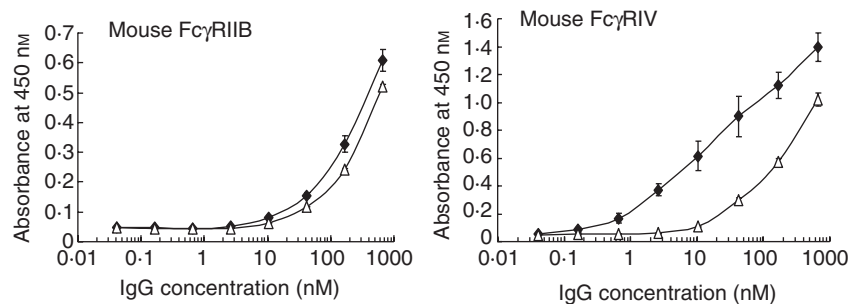 Mouse FcγRIIB
Absorbance at 450 nM
0·7
0·6
0·5
0·4
0·3
0·2
0·1
0
0·01 0·1 1 10 100 1000
IgG concentration (nM)
Mouse FcγRIV
Absorbance at 450 nM
1·6
1·4
1·2
1·0
0·8
0·6
0·4
0·2
0
0·01 0·1 1 10 100 1000
IgG concentration (nM)